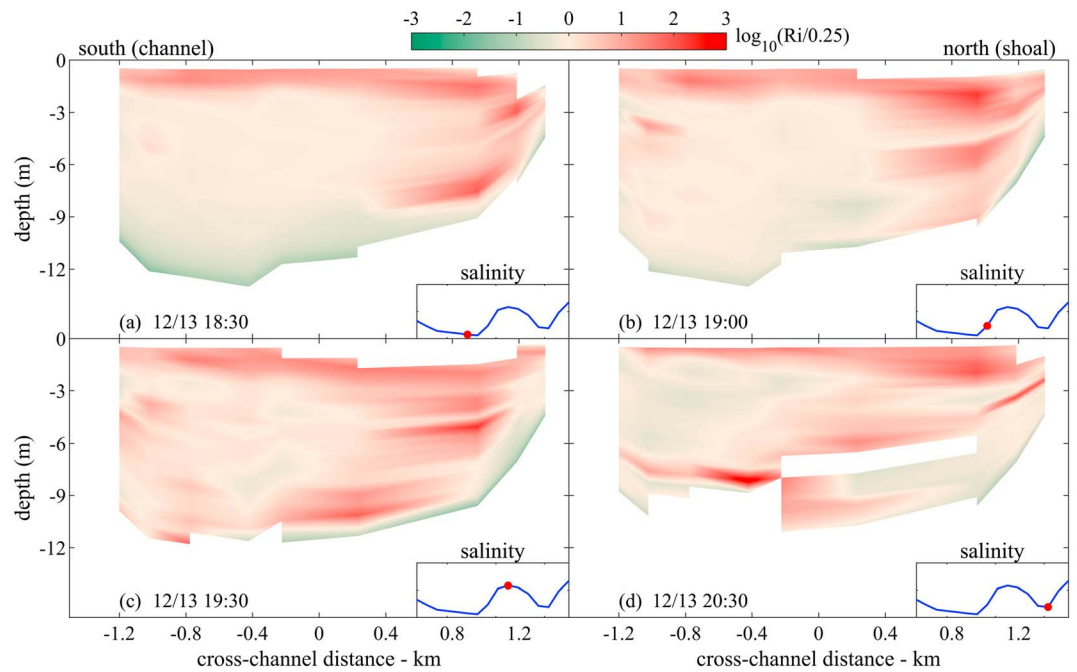 -3 -2 -1 0 1 2 3
log10(Ri/0.25)
south (channel)
north (shoal)
0
-3
-6
-9
-12
depth (m)
salinity
(a) 12/13 18:30
salinity
(b) 12/13 19:00
0
-3
-6
-9
-12
depth (m)
salinity
(c) 12/13 19:30
salinity
(d) 12/13 20:30
-1.2 -0.8 -0.4 0 0.4 0.8 1.2
-1.2 -0.8 -0.4 0 0.4 0.8 1.2
cross-channel distance - km
cross-channel distance - km